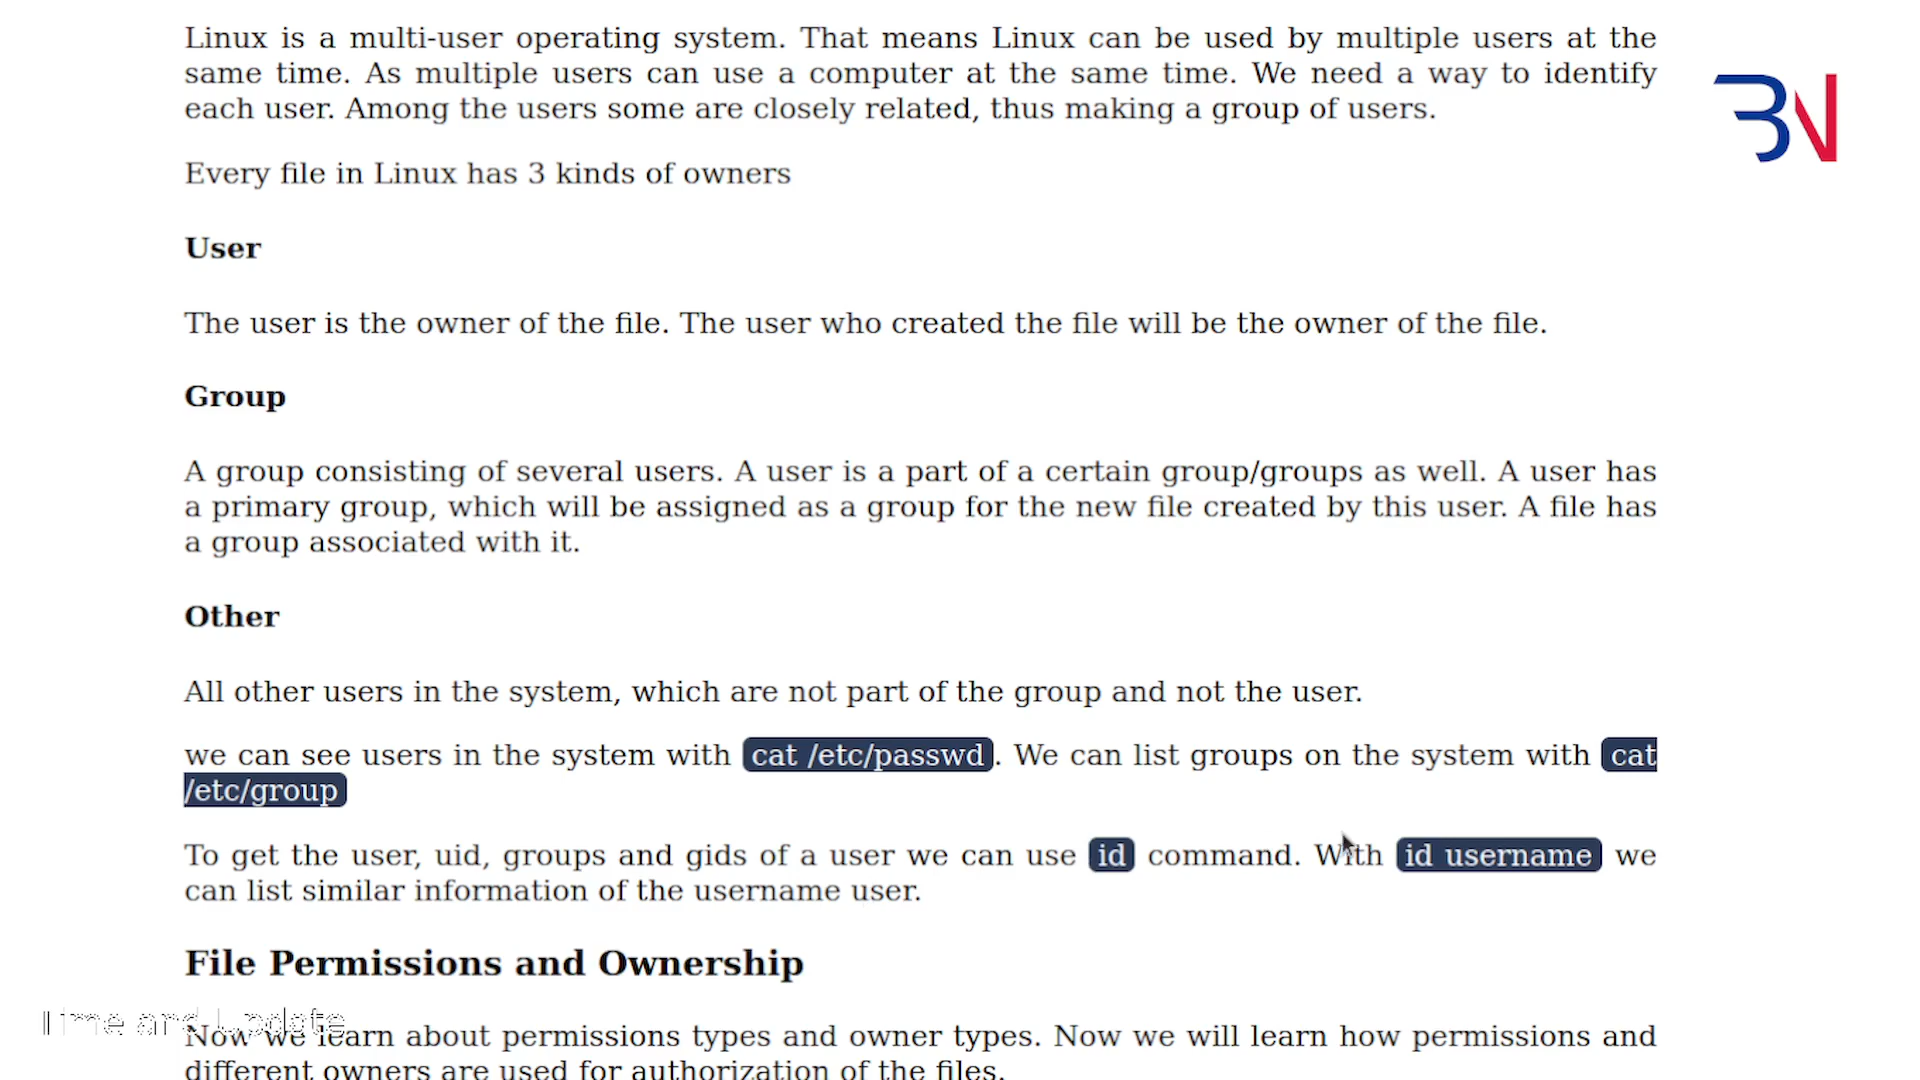 Linux is a multi-user operating system. That means Linux can be used by multiple users at the
same time. As multiple users can use a computer at the same time. We need a way to identify
each user. Among the users some are closely related, thus making a group of users.
BN
Every file in Linux has 3 kinds of owners
User
The user is the owner of the file. The user who created the file will be the owner of the file.
Group
A group consisting of several users. A user is a part of a certain group/groups as well. A user has
a primary group, which will be assigned as a group for the new file created by this user. A file has
a group associated with it.
Other
All other users in the system, which are not part of the group and not the user.
we can see users in the system with cat /etc/passwd. We can list groups on the system with cat
/etc/group
To get the user, uid, groups and gids of a user we can use id command. With id username we
can list similar information of the username user.
File Permissions and Ownership
Time and Update
Now we learn about permissions types and owner types. Now we will learn how permissions and
different owners are used for authorization of the files.